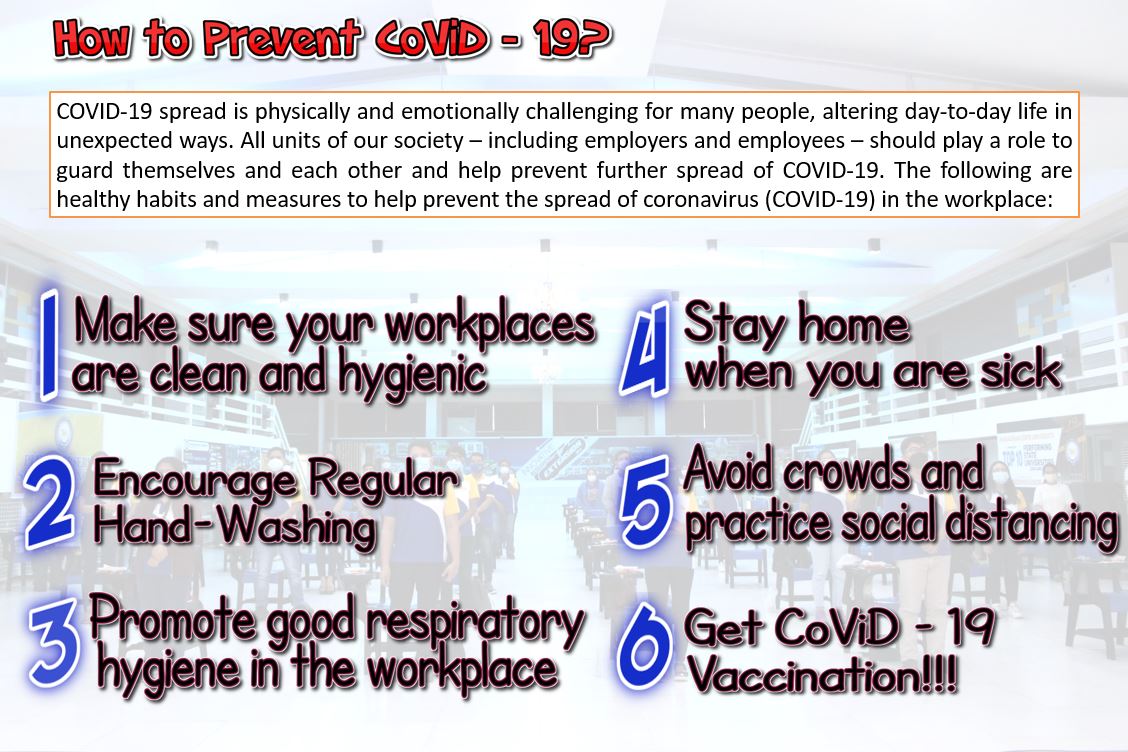 How to Prevent CoViD - 19?
COVID-19 spread is physically and emotionally challenging for many people, altering day-to-day life in
unexpected ways. All units of our society – including employers and employees – should play a role to
guard themselves and each other and help prevent further spread of COVID-19. The following are
healthy habits and measures to help prevent the spread of coronavirus (COVID-19) in the workplace:
1 Make sure your workplaces
are clean and hygienic
2 Encourage Regular
Hand-Washing
3 Promote good respiratory
hygiene in the workplace
4 Stay home
when you are sick
5 Avoid crowds and
practice social distancing
6 Get CoViD - 19
Vaccination!!!
TOP 10